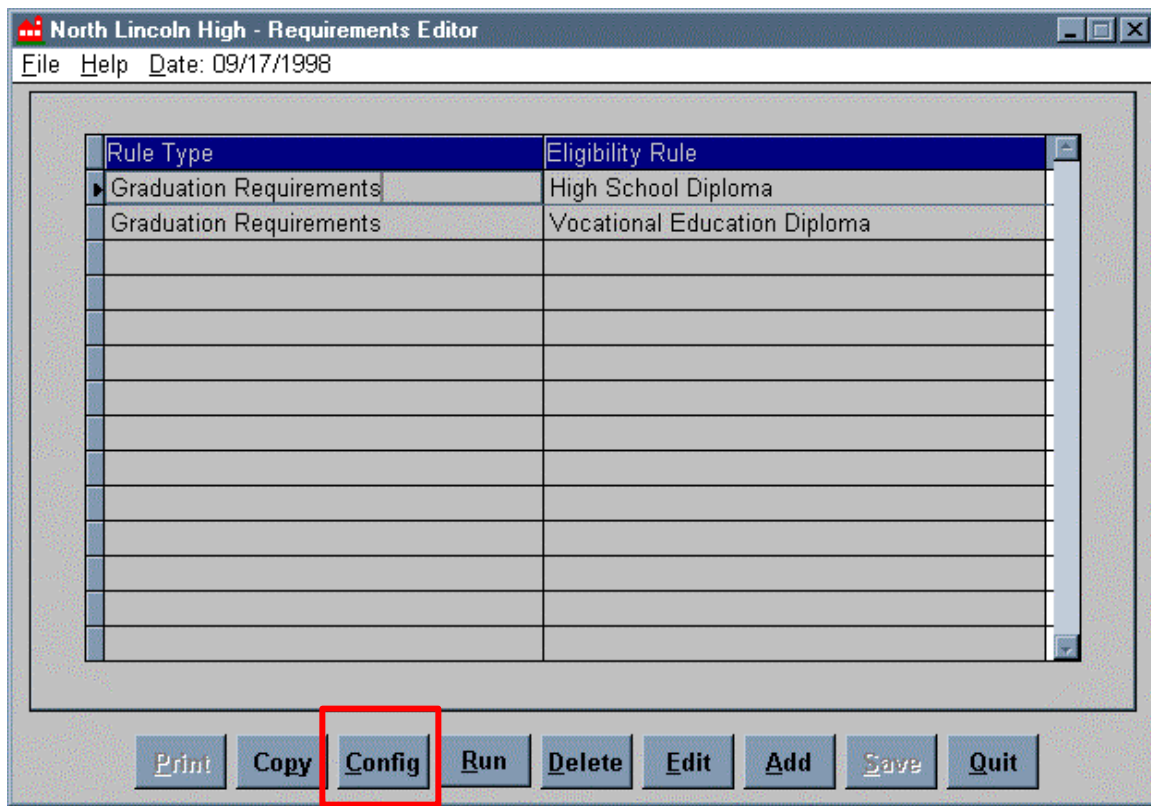 North Lincoln High - Requirements Editor
File Help Date: 09/17/1998
Rule Type Eligibility Rule
Graduation Requirements High School Diploma
Graduation Requirements Vocational Education Diploma
Print Copy Config Run Delete Edit Add Save Quit